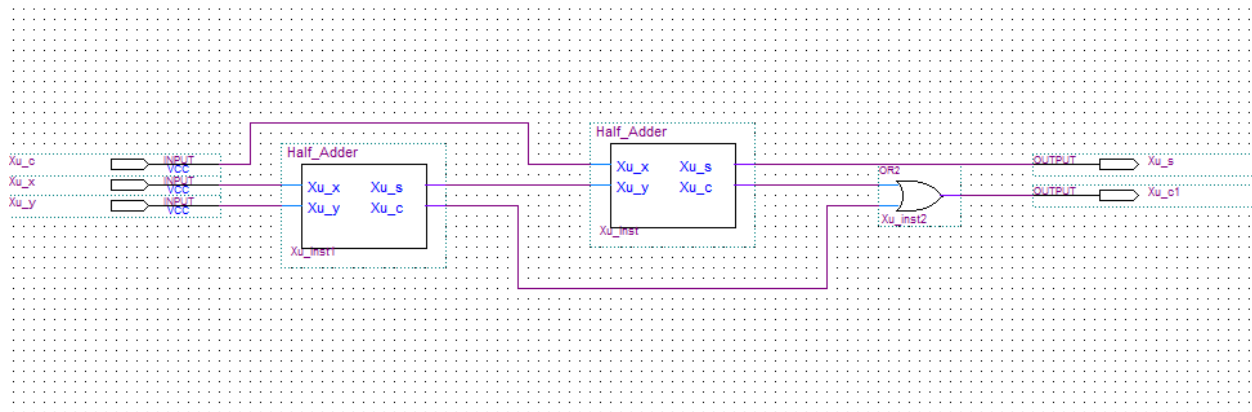 Xu_c INPUT VCC
Xu_x INPUT VCC
Xu_y INPUT VCC
Half_Adder
Xu_x Xu_s
Xu_y Xu_c
Xu_inst1
Half_Adder
Xu_x Xu_s
Xu_y Xu_c
Xu_inst
OR2
Xu_inst2
OUTPUT Xu_s
OUTPUT Xu_c1